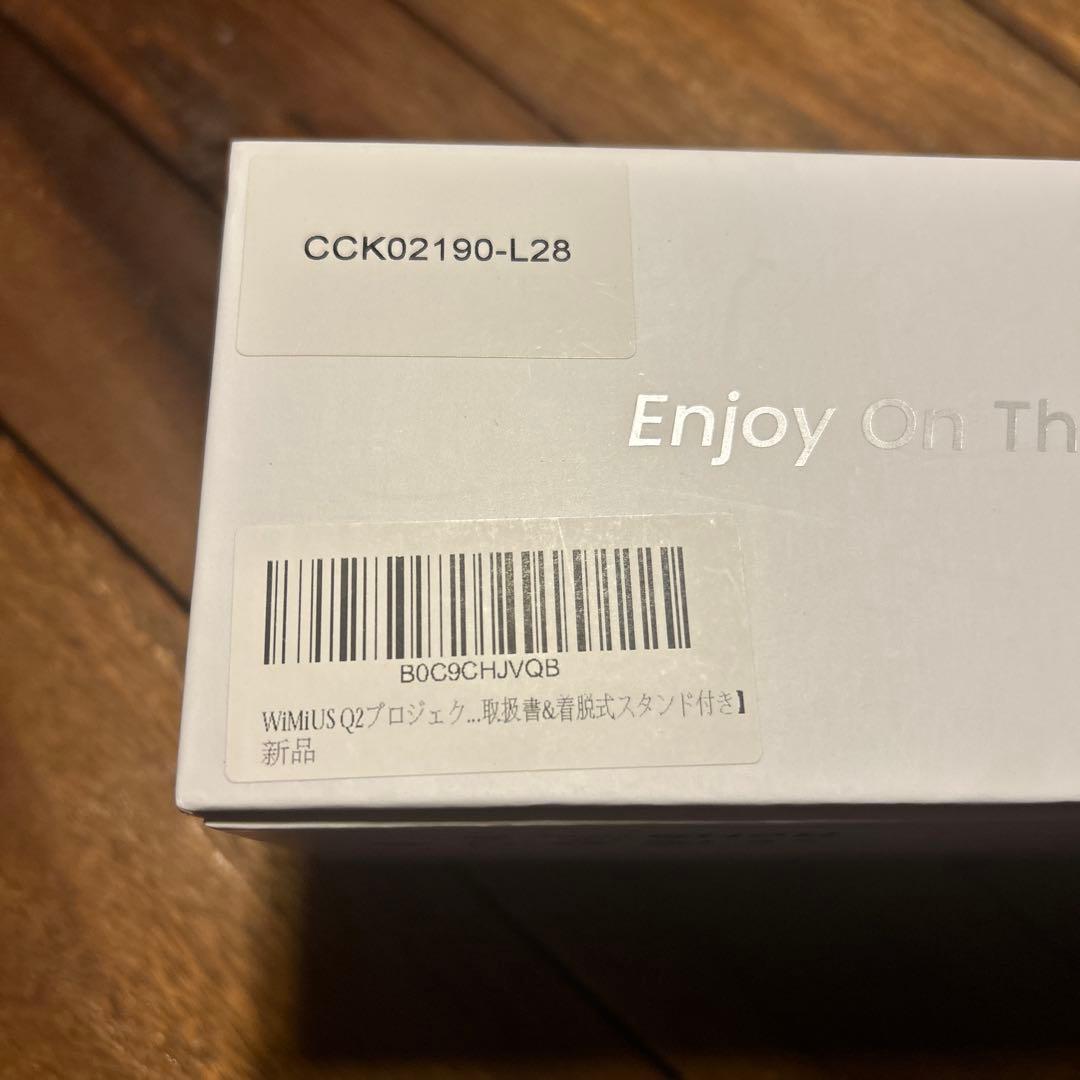 CCK02190-L28
Enjoy On Th
B0C9CHJVQB
WiMiUS Q2プロジェク...取扱書&着脱式スタンド付き】
新品